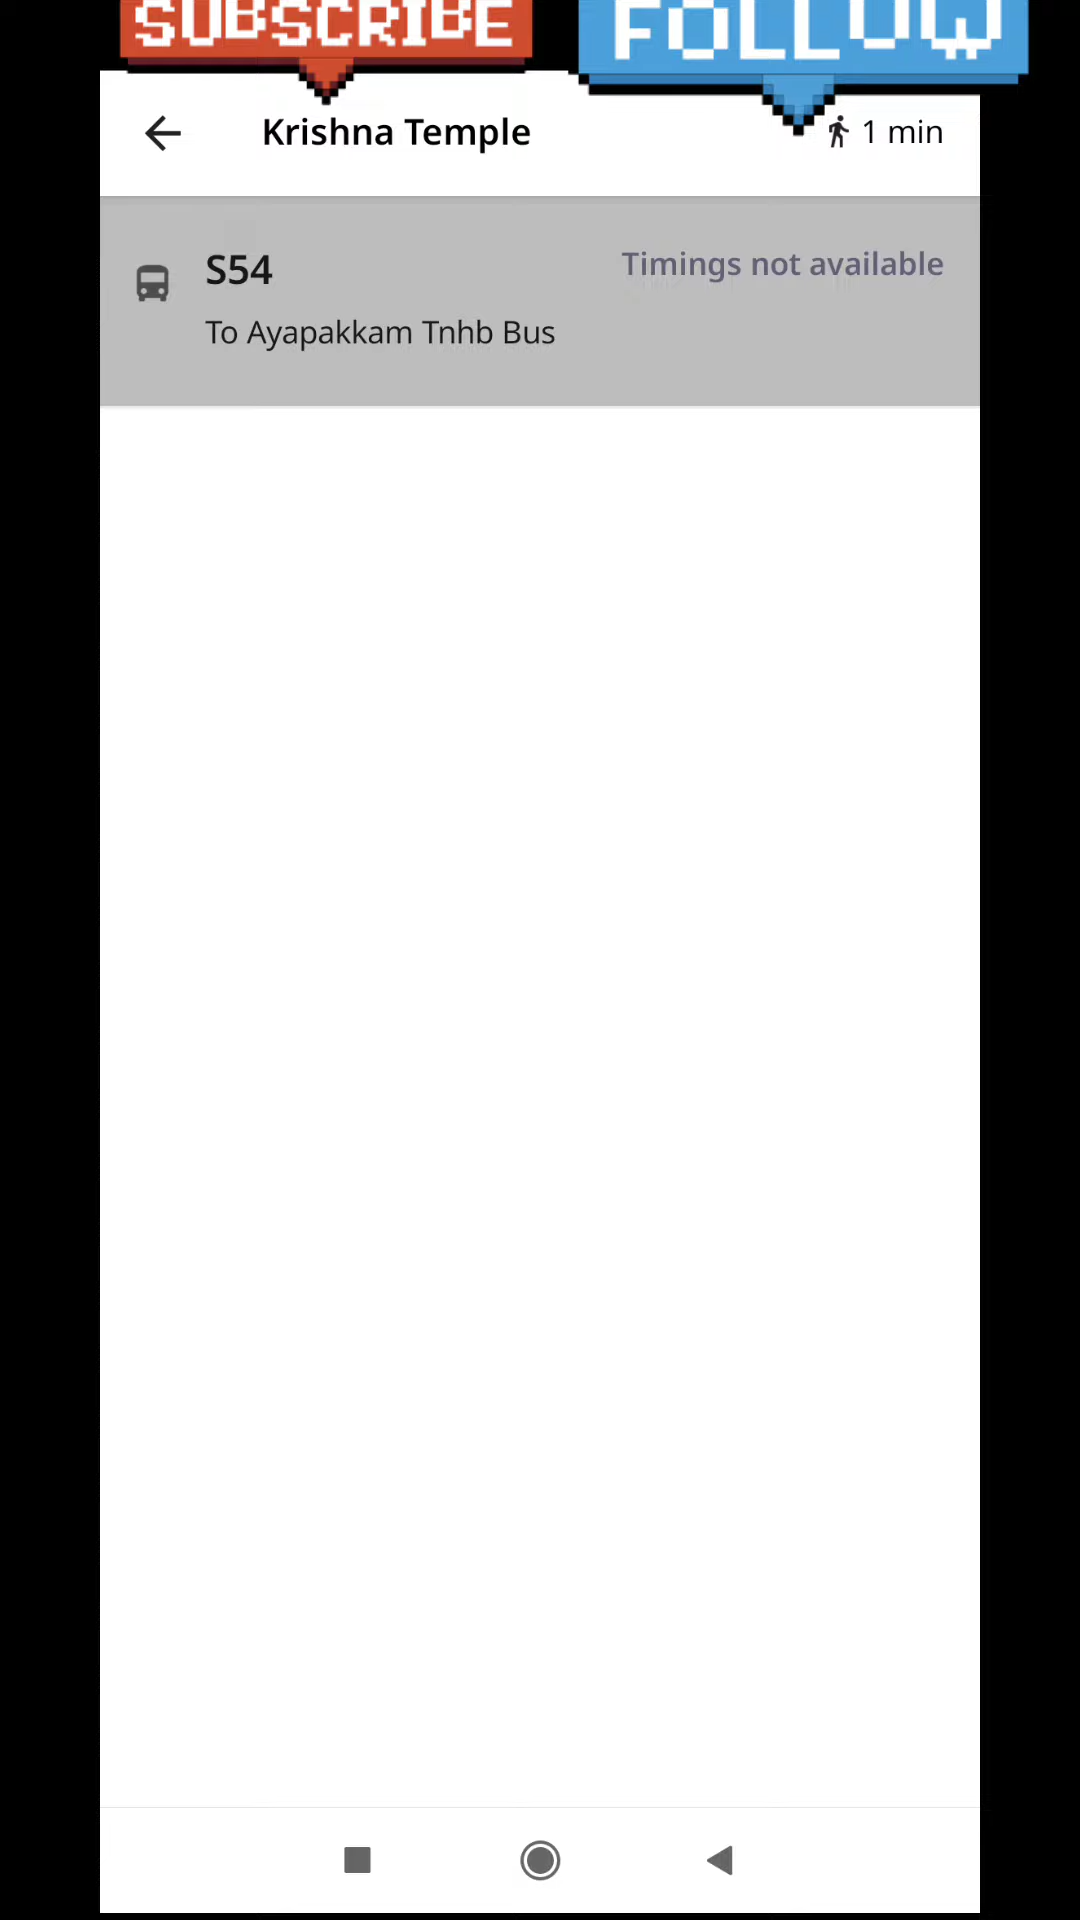 SUBSCRIBE
FOLLOW
Krishna Temple
1 min
S54
Timings not available
To Ayapakkam Tnhb Bus